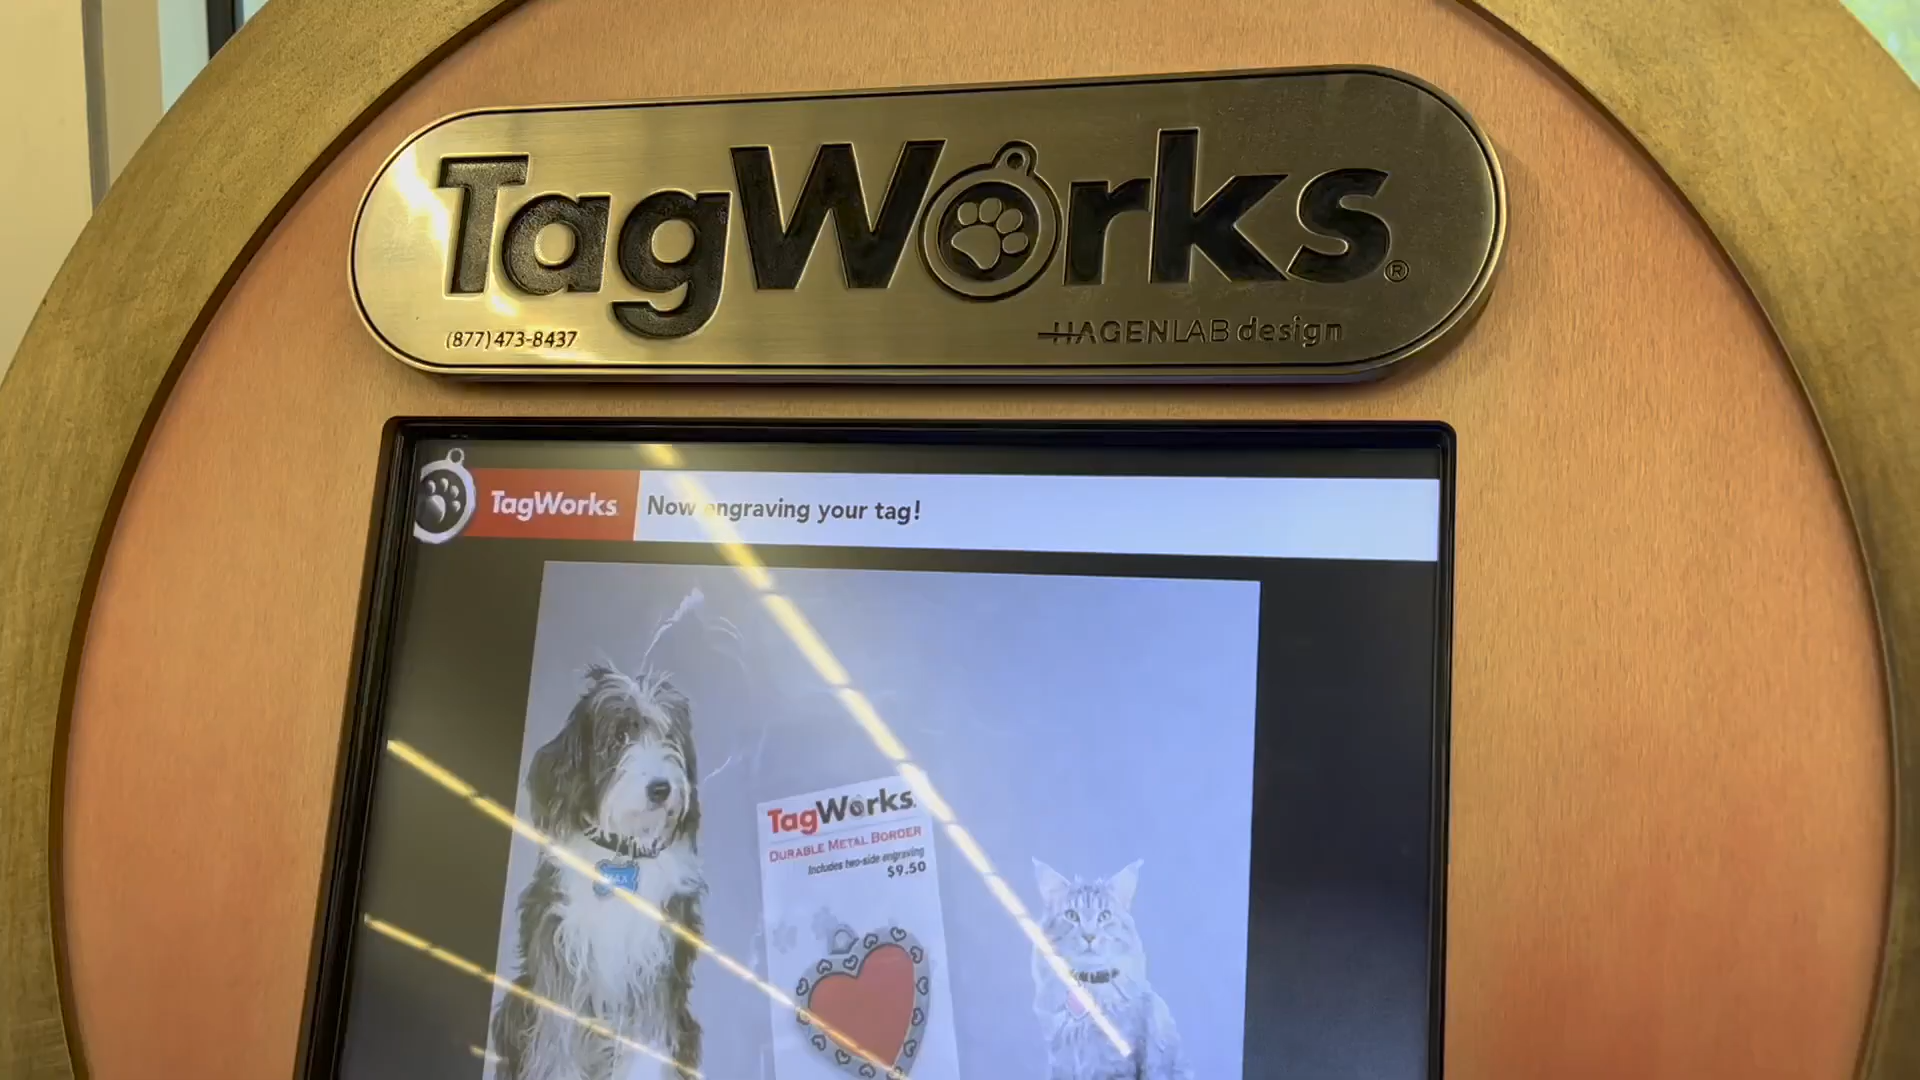 TagWorks®
(877)473-8437
HAGENLAB design
TagWorks
Now engraving your tag!
TagWorks
DURABLE METAL BORDER
Includes two-side engraving
$9.50
MAX